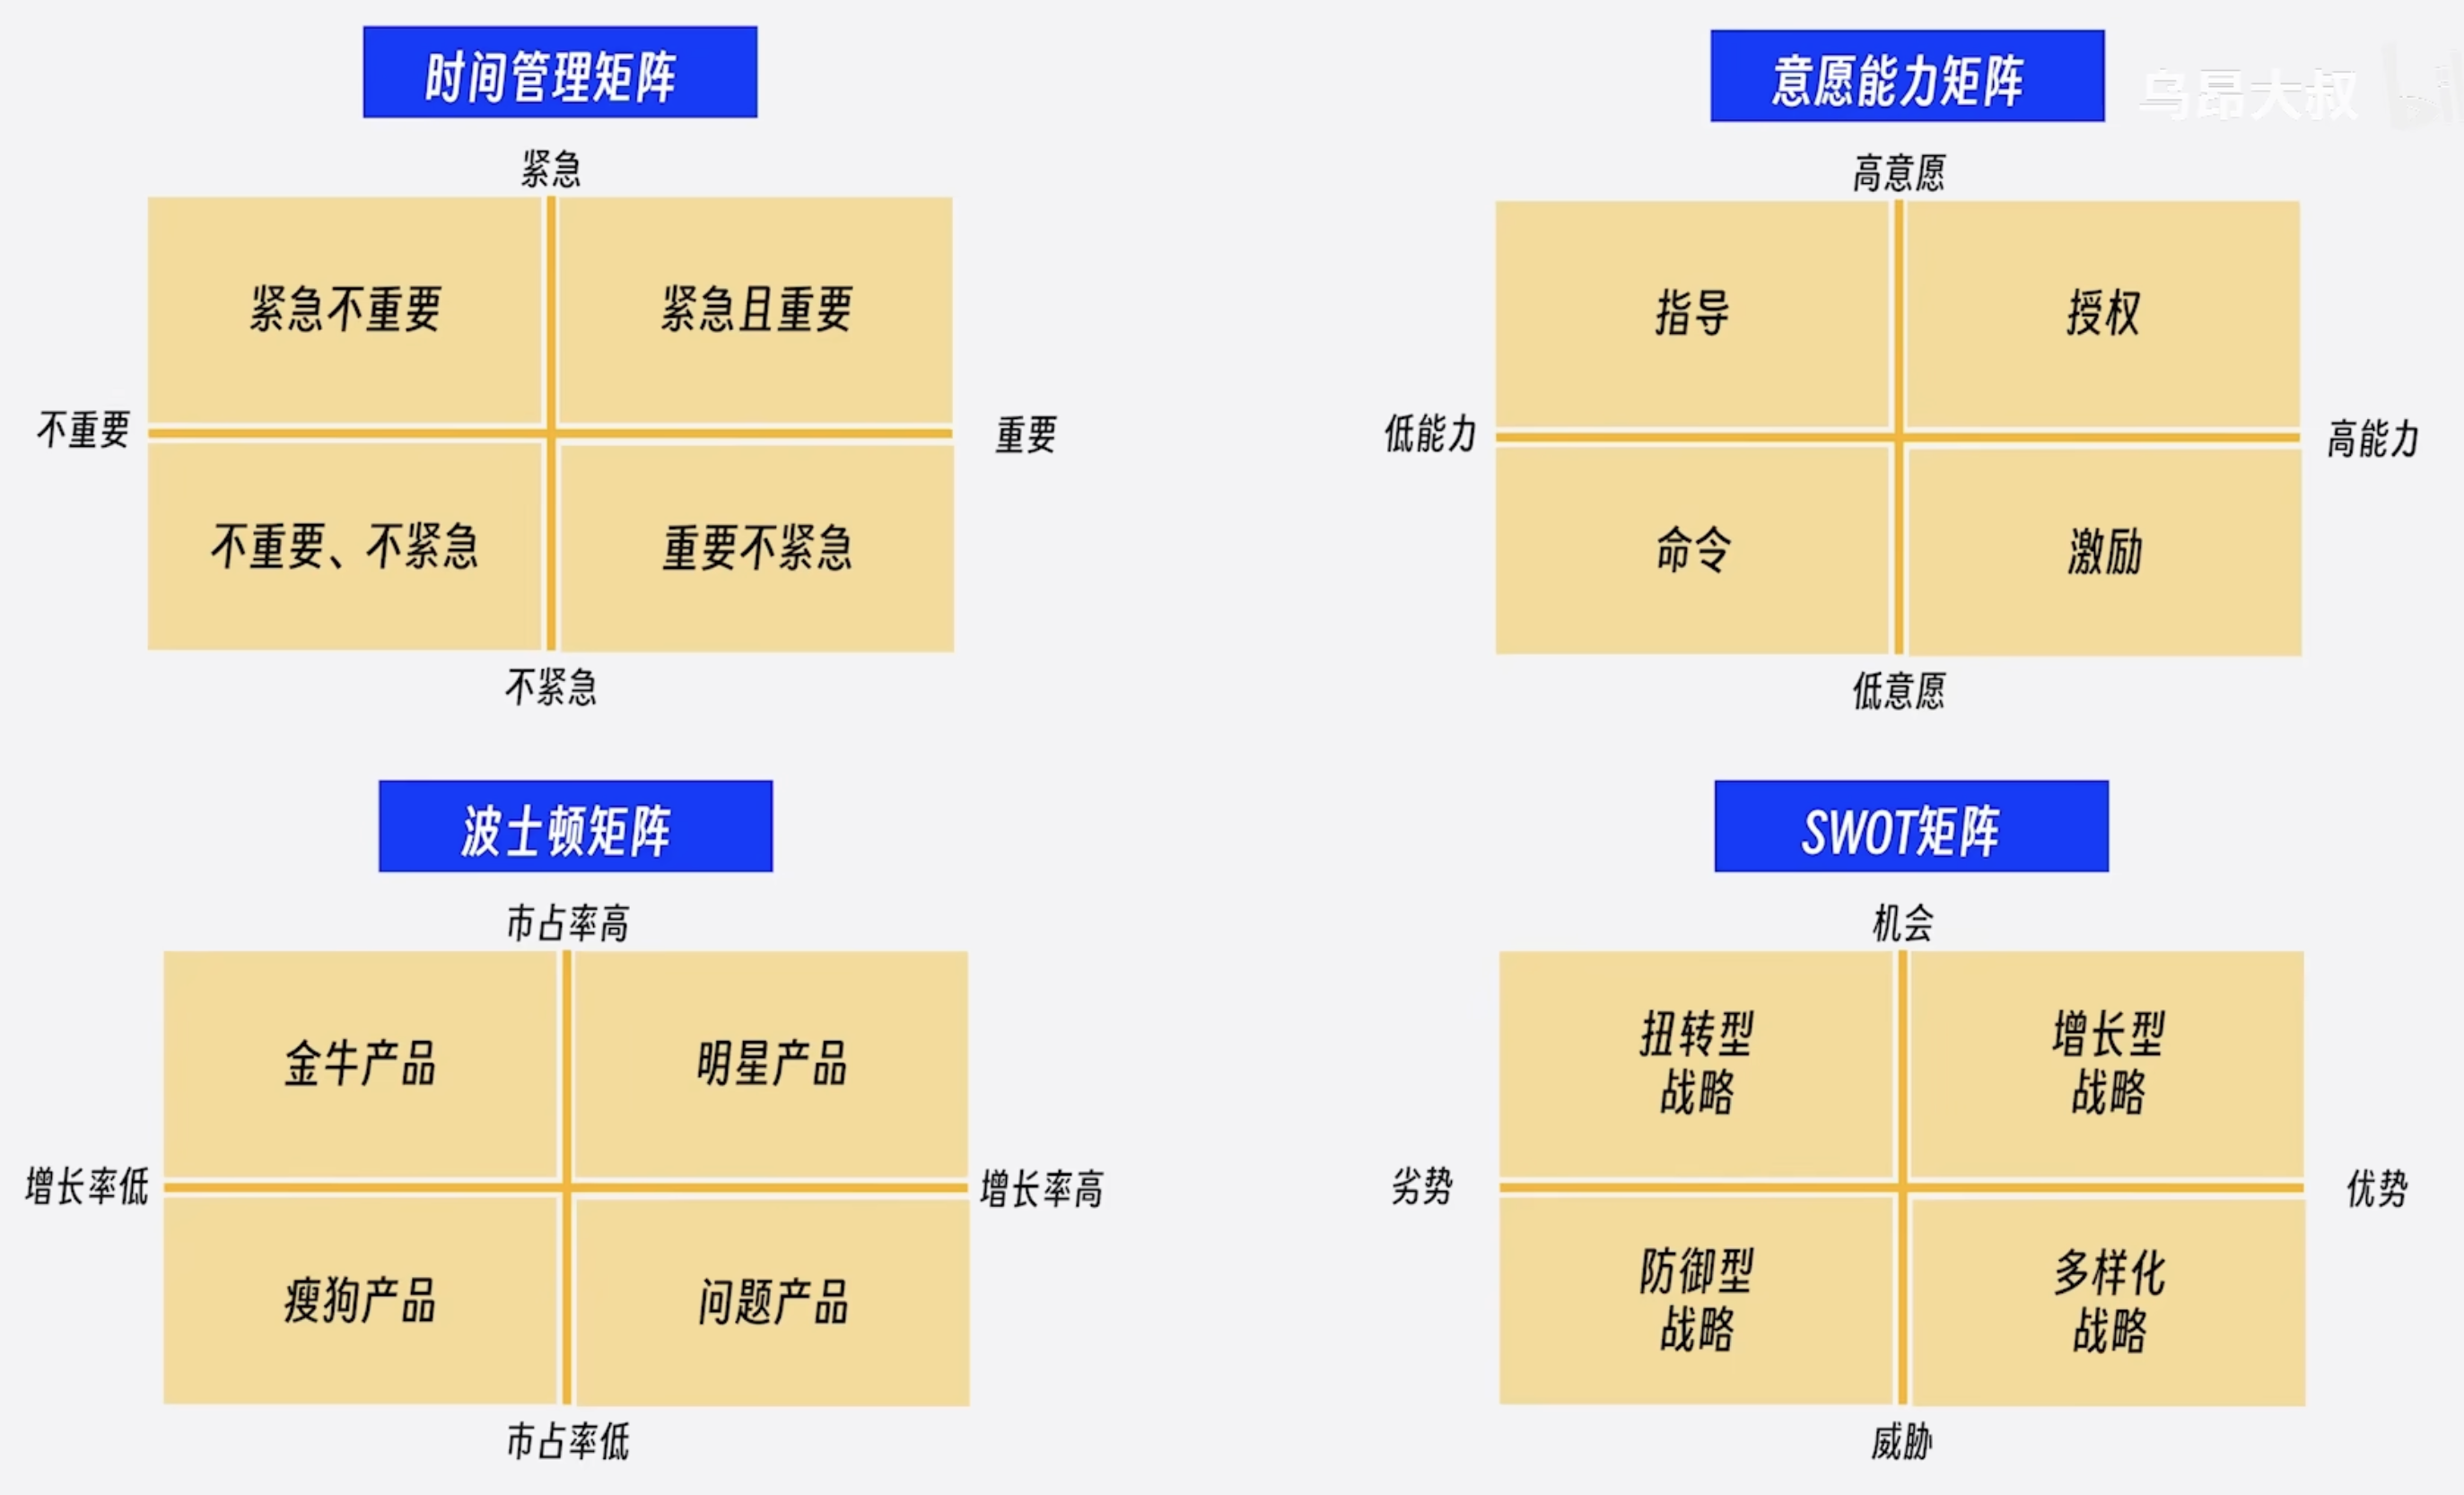 时间管理矩阵
紧急
紧急不重要
紧急且重要
不重要
重要
不重要、不紧急
重要不紧急
不紧急
意愿能力矩阵
乌昂大叔
高意愿
指导
授权
低能力
高能力
命令
激励
低意愿
波士顿矩阵
市占率高
金牛产品
明星产品
增长率低
增长率高
瘦狗产品
问题产品
市占率低
SWOT矩阵
机会
扭转型
战略
增长型
战略
劣势
优势
防御型
战略
多样化
战略
威胁